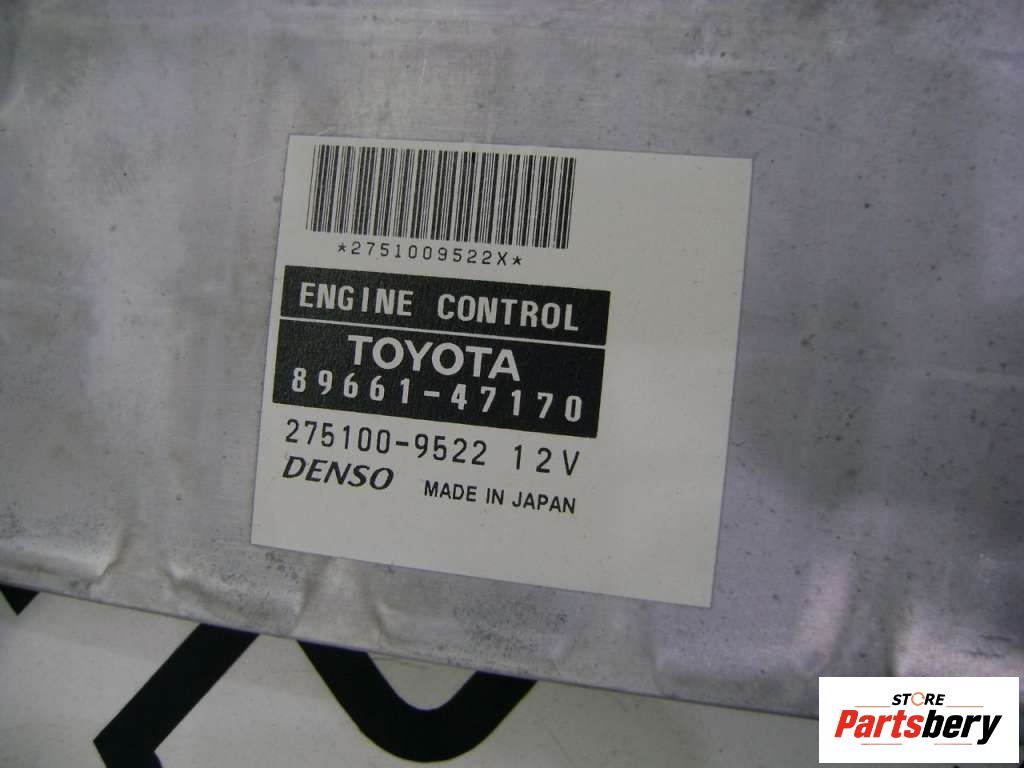 *2751009522X*
ENGINE CONTROL
TOYOTA
89661-47170
275100-9522 12V
DENSO MADE IN JAPAN
STORE
Partsbery